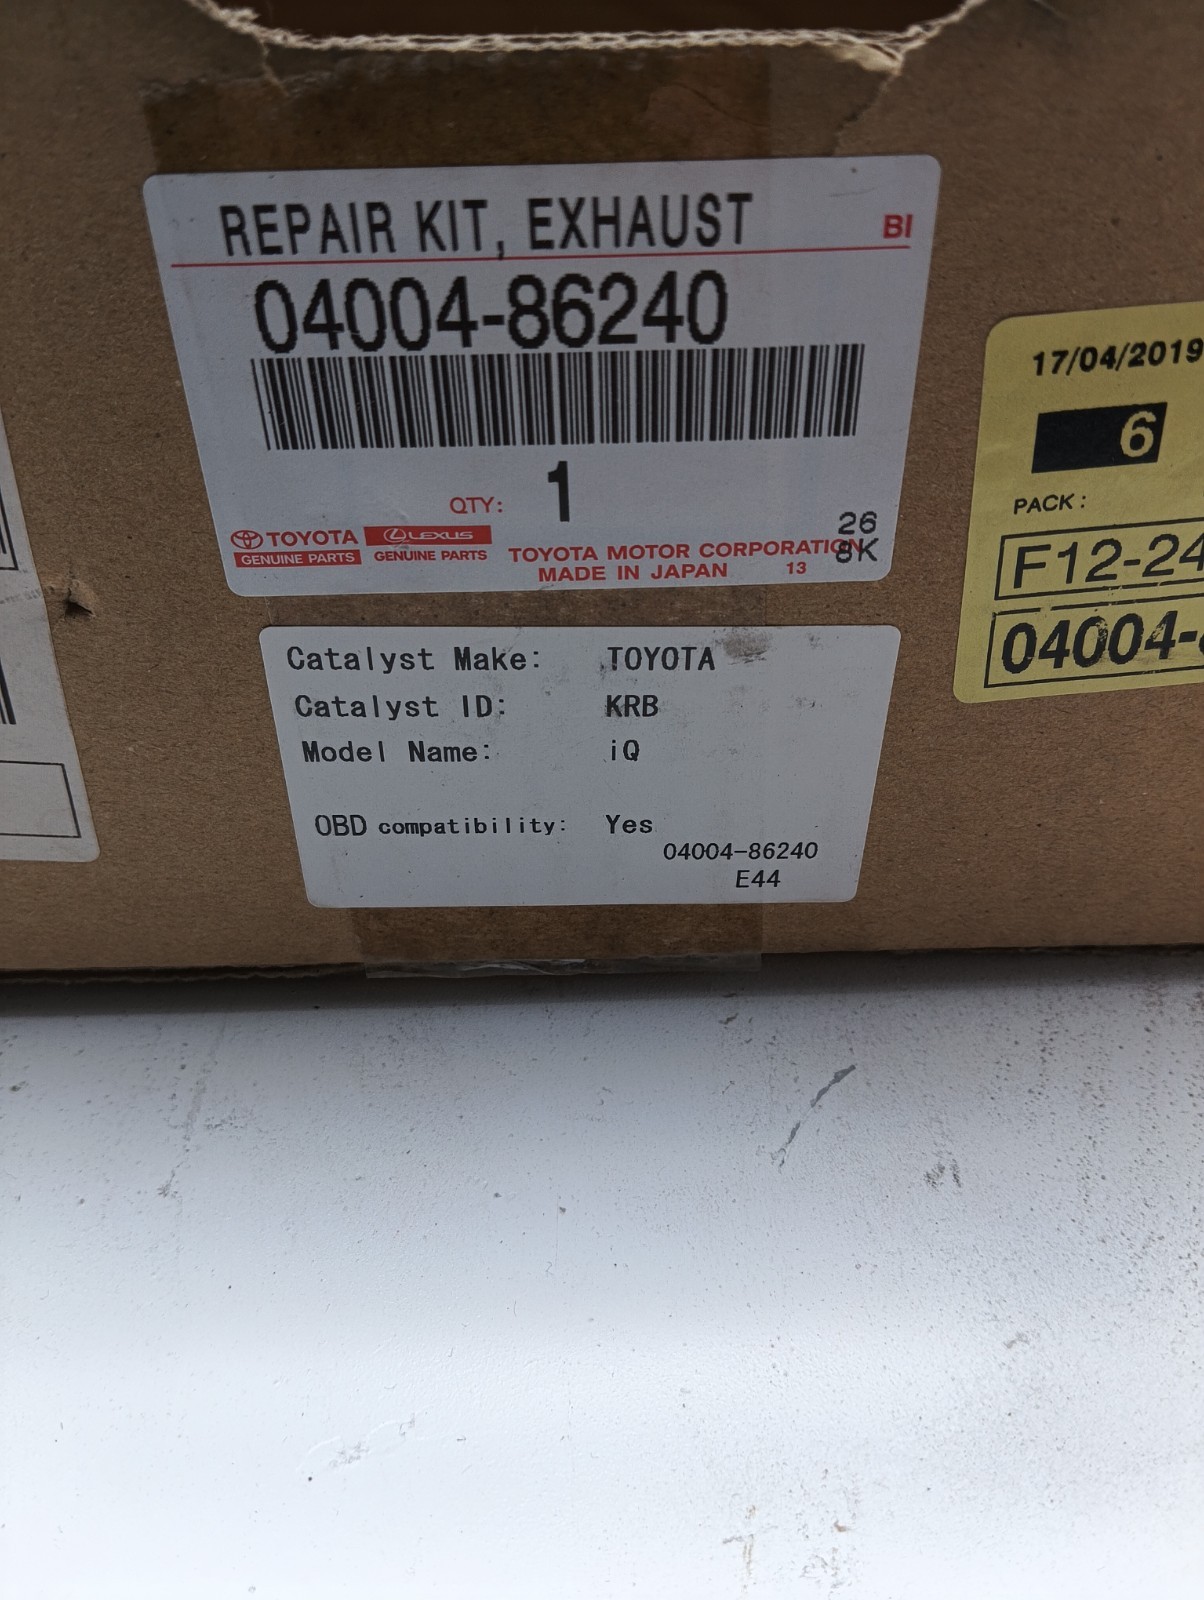 REPAIR KIT, EXHAUST BI
04004-86240
QTY: 1
TOYOTA
GENUINE PARTS
LEXUS
GENUINE PARTS
TOYOTA MOTOR CORPORATION
MADE IN JAPAN 13
26
8K
Catalyst Make: TOYOTA
Catalyst ID: KRB
Model Name: iQ
OBD compatibility: Yes
04004-86240
E44
17/04/2019
6
PACK:
F12-24
04004-